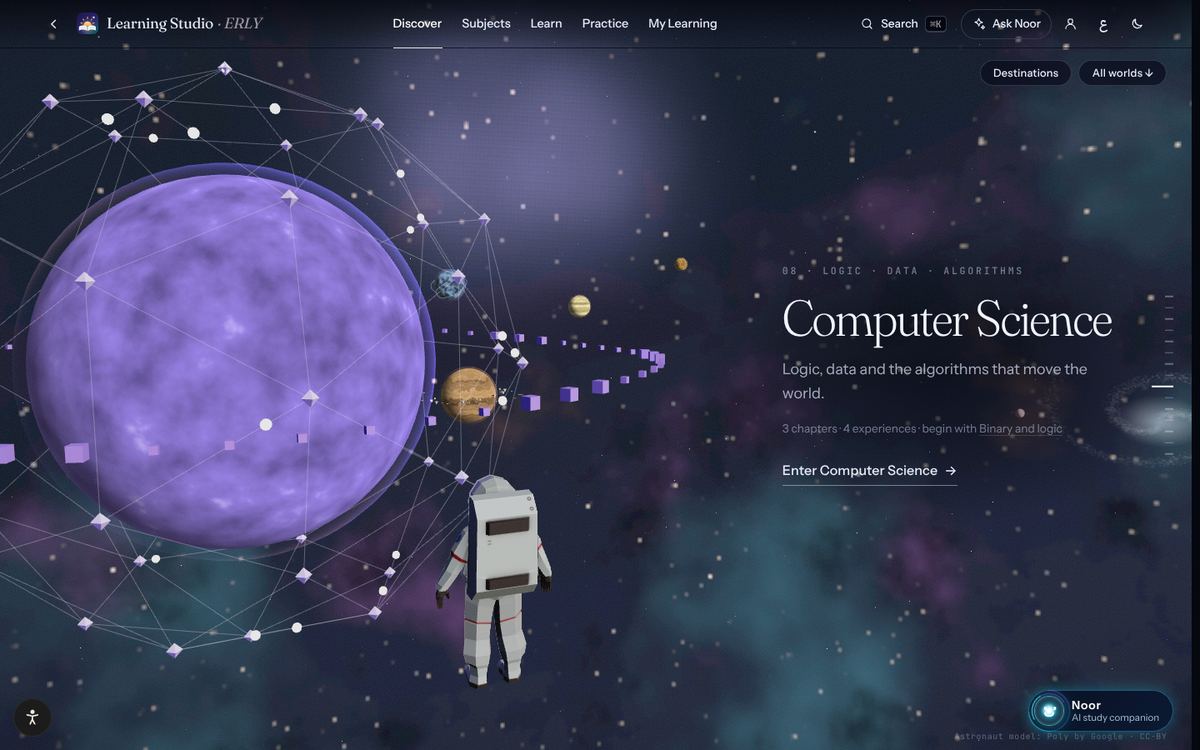 Learning Studio · ERLY
Discover
Subjects
Learn
Practice
My Learning
Search ⌘K
Ask Noor
ع
Destinations
All worlds ↓
08 · LOGIC · DATA · ALGORITHMS
Computer Science
Logic, data and the algorithms that move the
world.
3 chapters · 4 experiences · begin with Binary and logic
Enter Computer Science →
Noor
AI study companion
Astronaut model: Poly by Google · CC-BY